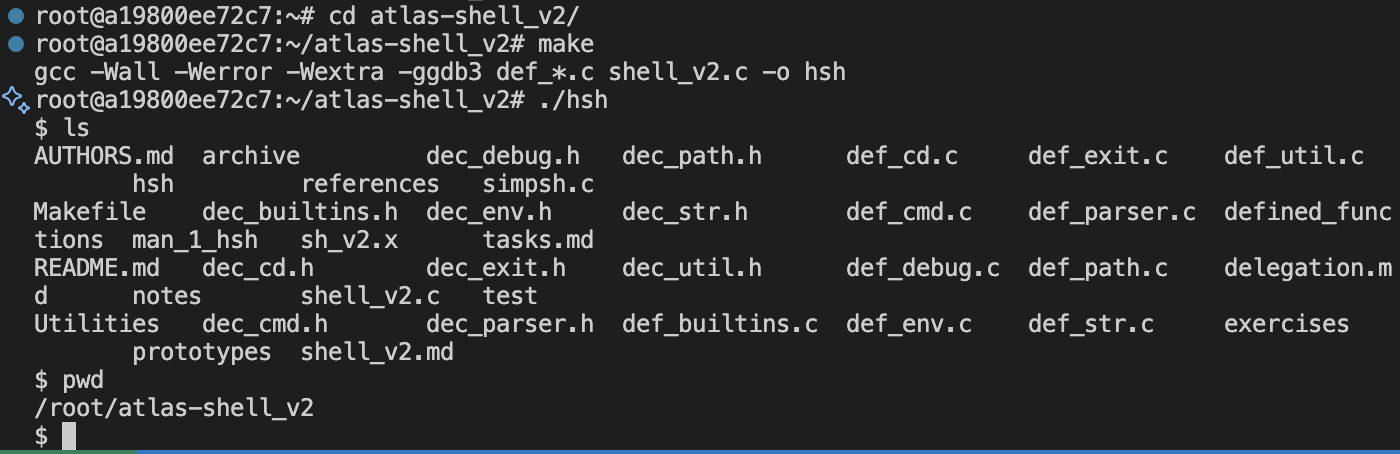 root@a19800ee72c7:~# cd atlas-shell_v2/
root@a19800ee72c7:~/atlas-shell_v2# make
gcc -Wall -Werror -Wextra -ggdb3 def_*.c shell_v2.c -o hsh
root@a19800ee72c7:~/atlas-shell_v2# ./hsh
$ ls
AUTHORS.md  archive         dec_debug.h   dec_path.h      def_cd.c     def_exit.c    def_util.c
       hsh         references   simpsh.c
Makefile    dec_builtins.h  dec_env.h     dec_str.h       def_cmd.c    def_parser.c  defined_func
tions  man_1_hsh   sh_v2.x      tasks.md
README.md   dec_cd.h        dec_exit.h    dec_util.h      def_debug.c  def_path.c    delegation.m
d      notes       shell_v2.c   test
Utilities   dec_cmd.h       dec_parser.h  def_builtins.c  def_env.c    def_str.c     exercises
       prototypes  shell_v2.md
$ pwd
/root/atlas-shell_v2
$